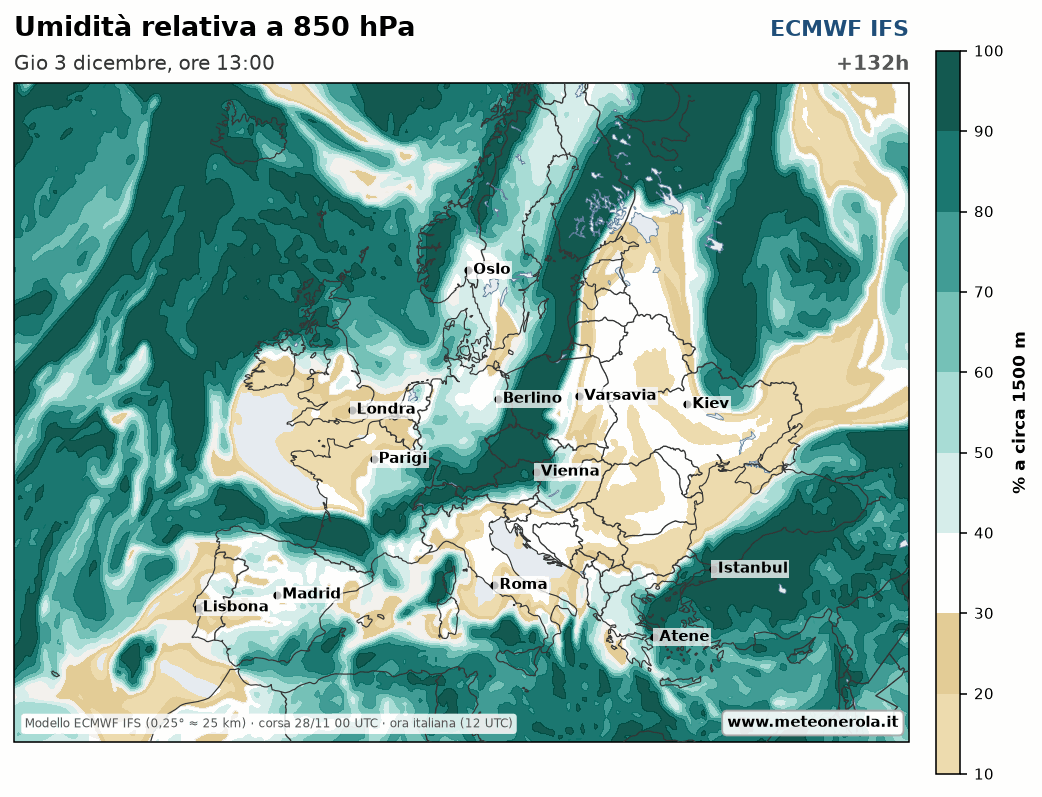 Umidità relativa a 850 hPa
ECMWF IFS
Gio 3 dicembre, ore 13:00
+132h
100
90
80
70
60
50
40
30
20
10
% a circa 1500 m
Oslo
Berlino
Varsavia
Kiev
Londra
Parigi
Vienna
Istanbul
Roma
Madrid
Lisbona
Atene
Modello ECMWF IFS (0.25° ≈ 25 km) · corsa 28/11 00 UTC · ora italiana (12 UTC)
www.meteonerola.it